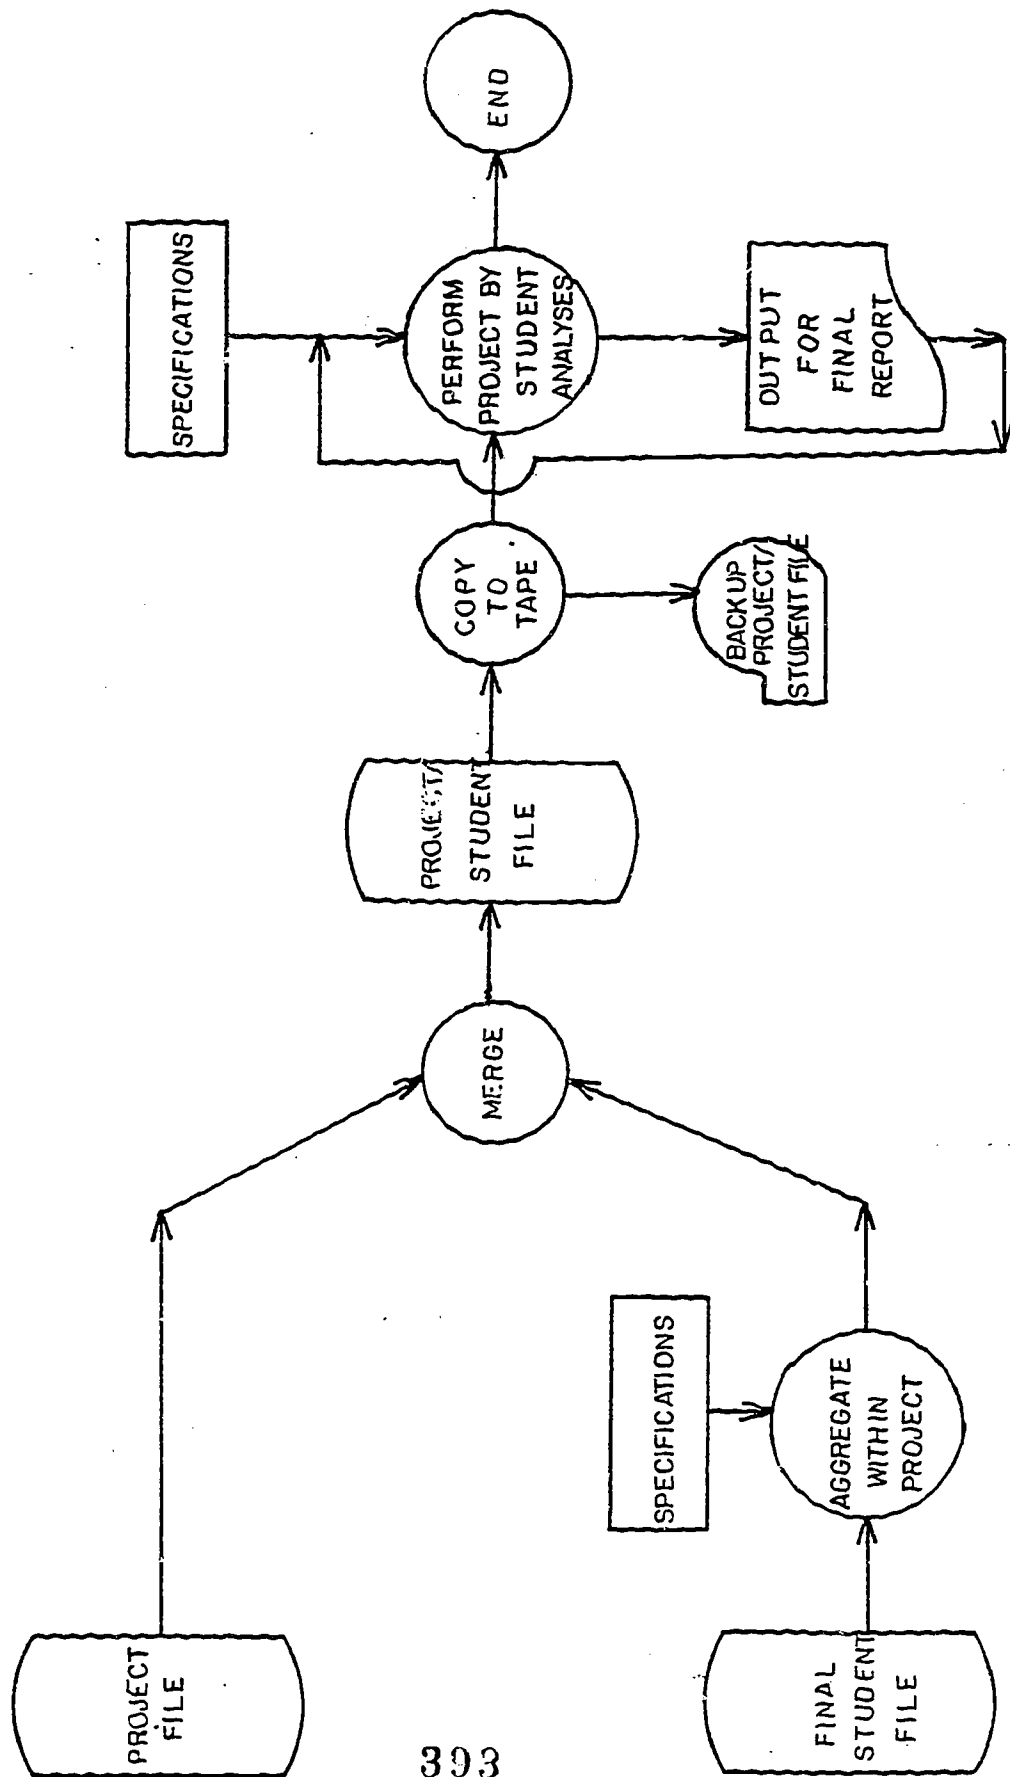 PROJECT
FILE
FINAL
STUDENT
FILE
SPECIFICATIONS
AGGREGATE
WITHIN
PROJECT
MERGE
PROJECT/
STUDENT
FILE
COPY
TO
TAPE
BACKUP
PROJECT/
STUDENT FILE
SPECIFICATIONS
PERFORM
PROJECT BY
STUDENT
ANALYSES
OUTPUT
FOR
FINAL
REPORT
END
393